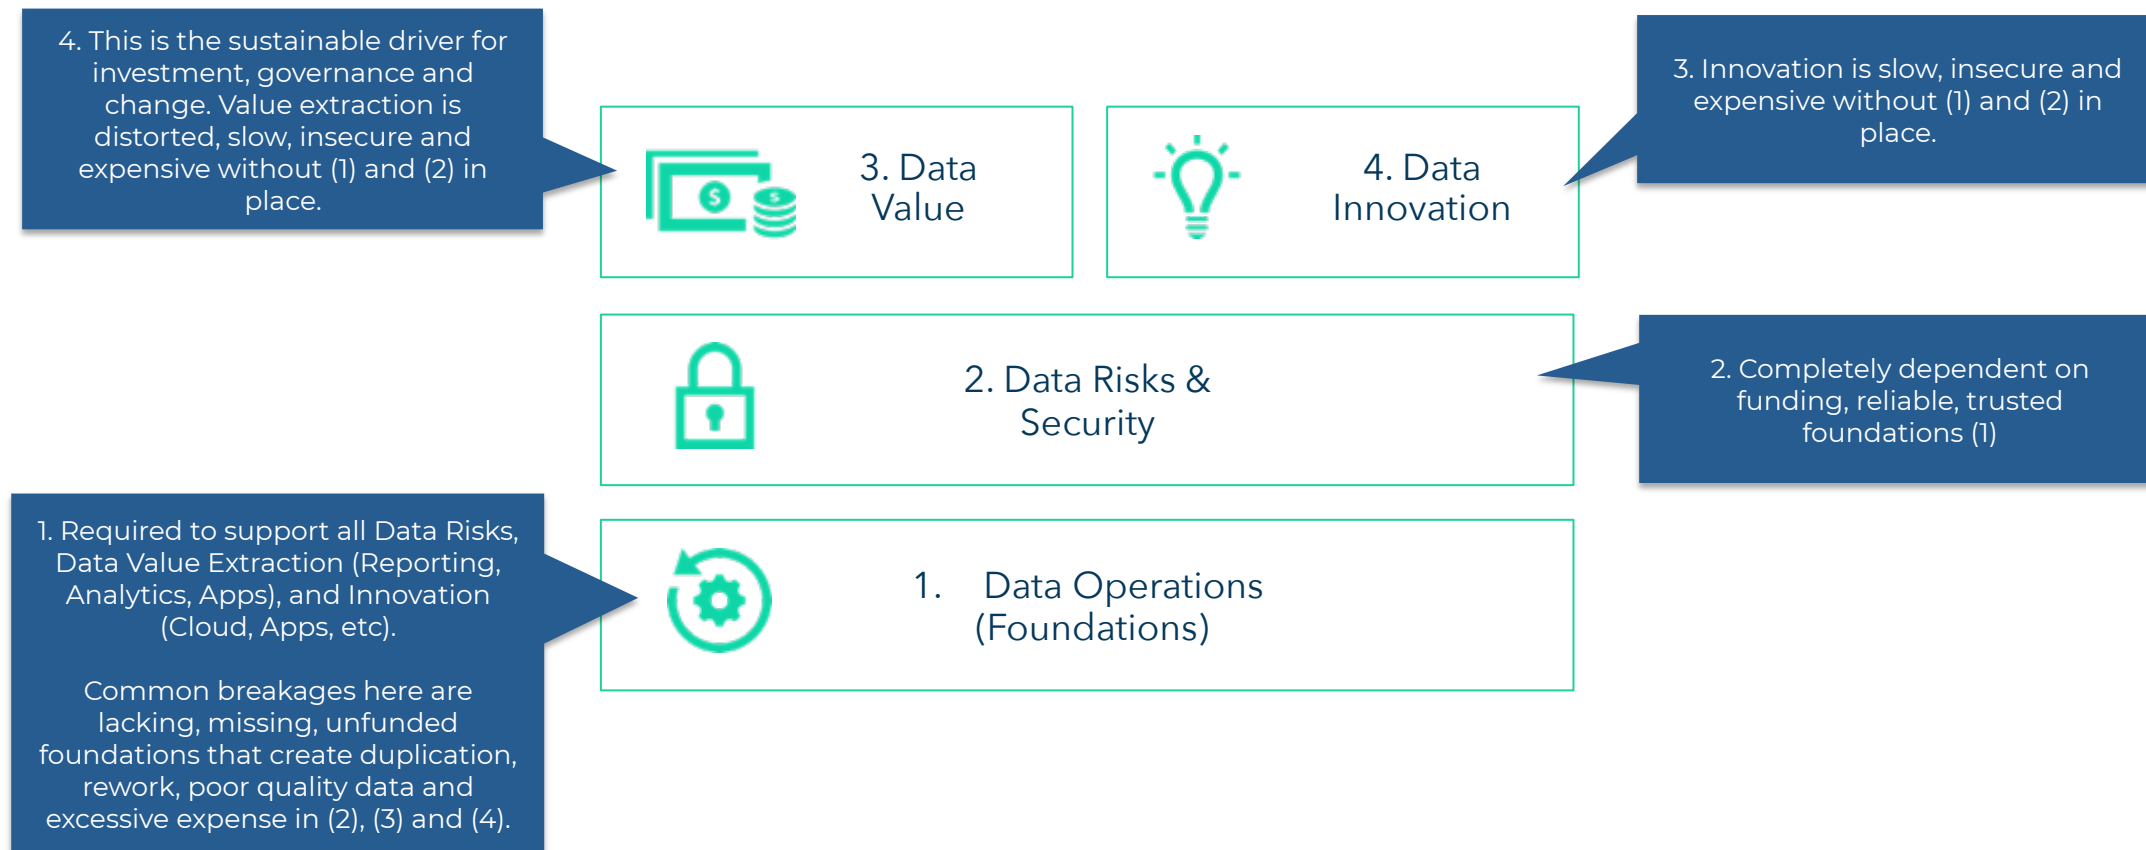 4. This is the sustainable driver for
investment, governance and
change. Value extraction is
distorted, slow, insecure and
expensive without (1) and (2) in
place.
3. Data
Value
4. Data
Innovation
3. Innovation is slow, insecure and
expensive without (1) and (2) in
place.
2. Data Risks &
Security
2. Completely dependent on
funding, reliable, trusted
foundations (1)
1. Required to support all Data Risks,
Data Value Extraction (Reporting,
Analytics, Apps), and Innovation
(Cloud, Apps, etc).
Common breakages here are
lacking, missing, unfunded
foundations that create duplication,
rework, poor quality data and
excessive expense in (2), (3) and (4).
1. Data Operations
(Foundations)